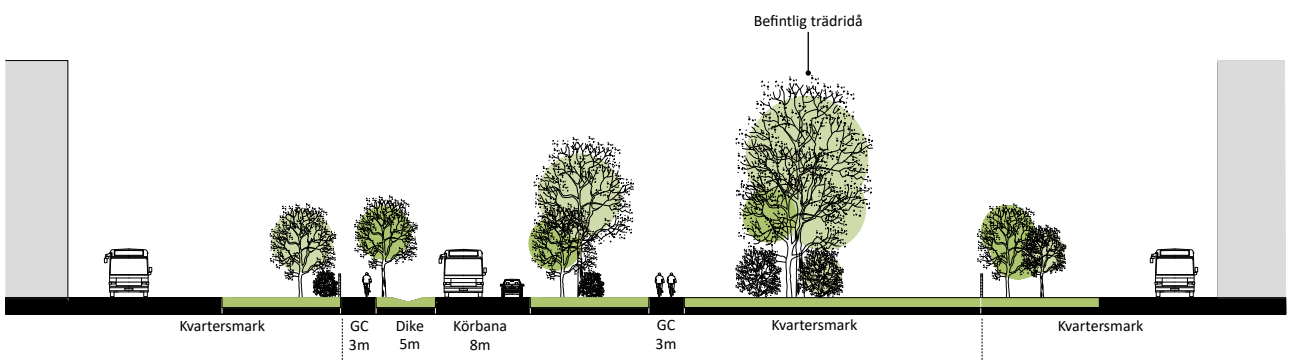 Befintlig trädridå
Kvartersmark
GC
3m
Dike
5m
Körbana
8m
GC
3m
Kvartersmark
Kvartersmark